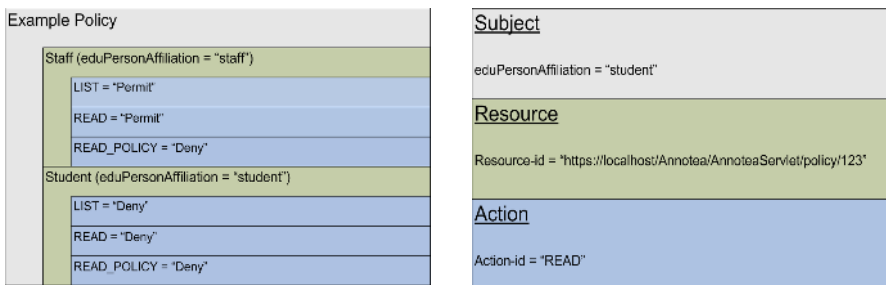 Example Policy
Staff (eduPersonAffiliation = “staff”)
LIST = “Permit”
READ = “Permit”
READ_POLICY = “Deny”
Student (eduPersonAffiliation = “student”)
LIST = “Deny”
READ = “Deny”
READ_POLICY = “Deny”
Subject
eduPersonAffiliation = “student”
Resource
Resource-id = “https://localhost/Annotea/AnnoteaServlet/policy/123”
Action
Action-id = “READ”